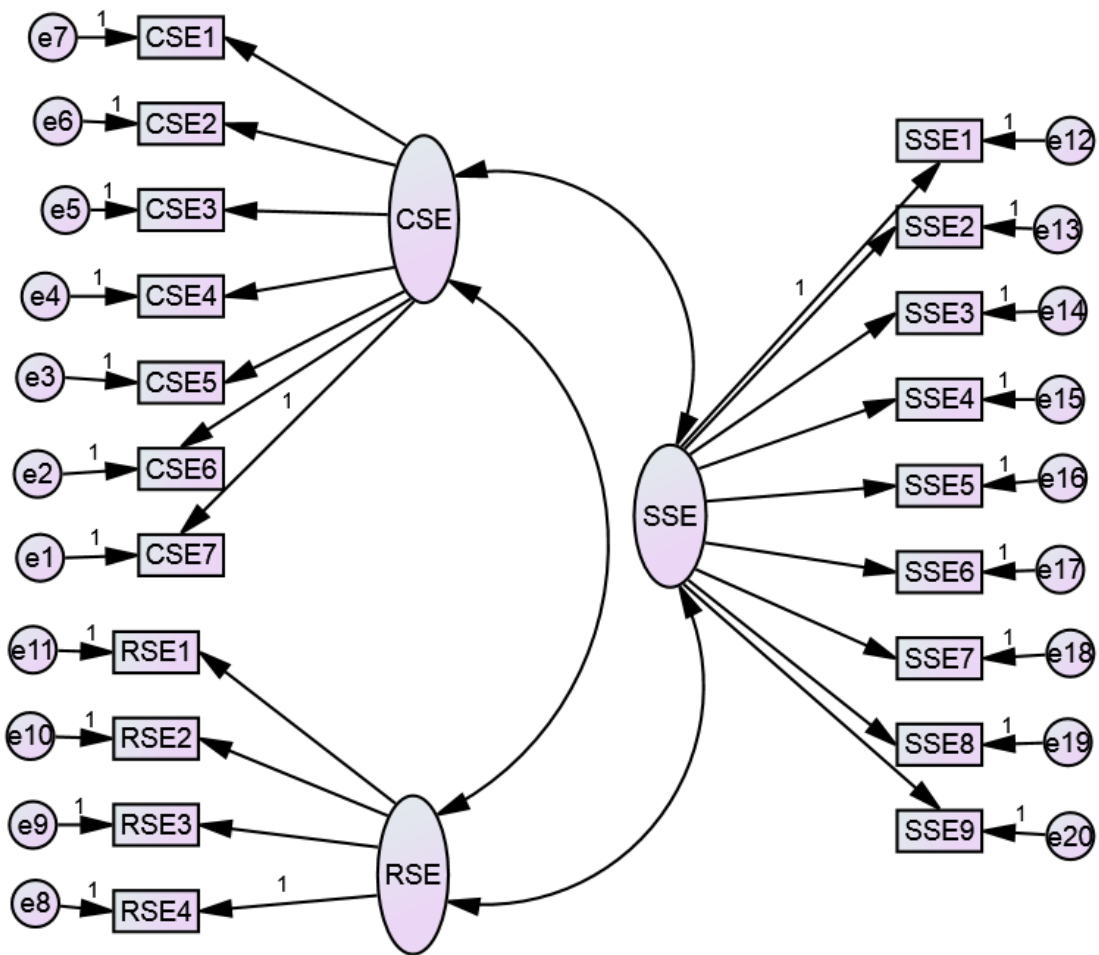 e7 1 CSE1
e6 1 CSE2
e5 1 CSE3
e4 1 CSE4
e3 1 CSE5
e2 1 CSE6
e1 1 CSE7
1
CSE
e11 1 RSE1
e10 1 RSE2
e9 1 RSE3
e8 1 RSE4
1
RSE
SSE
1
SSE1 1 e12
SSE2 1 e13
SSE3 1 e14
SSE4 1 e15
SSE5 1 e16
SSE6 1 e17
SSE7 1 e18
SSE8 1 e19
SSE9 1 e20